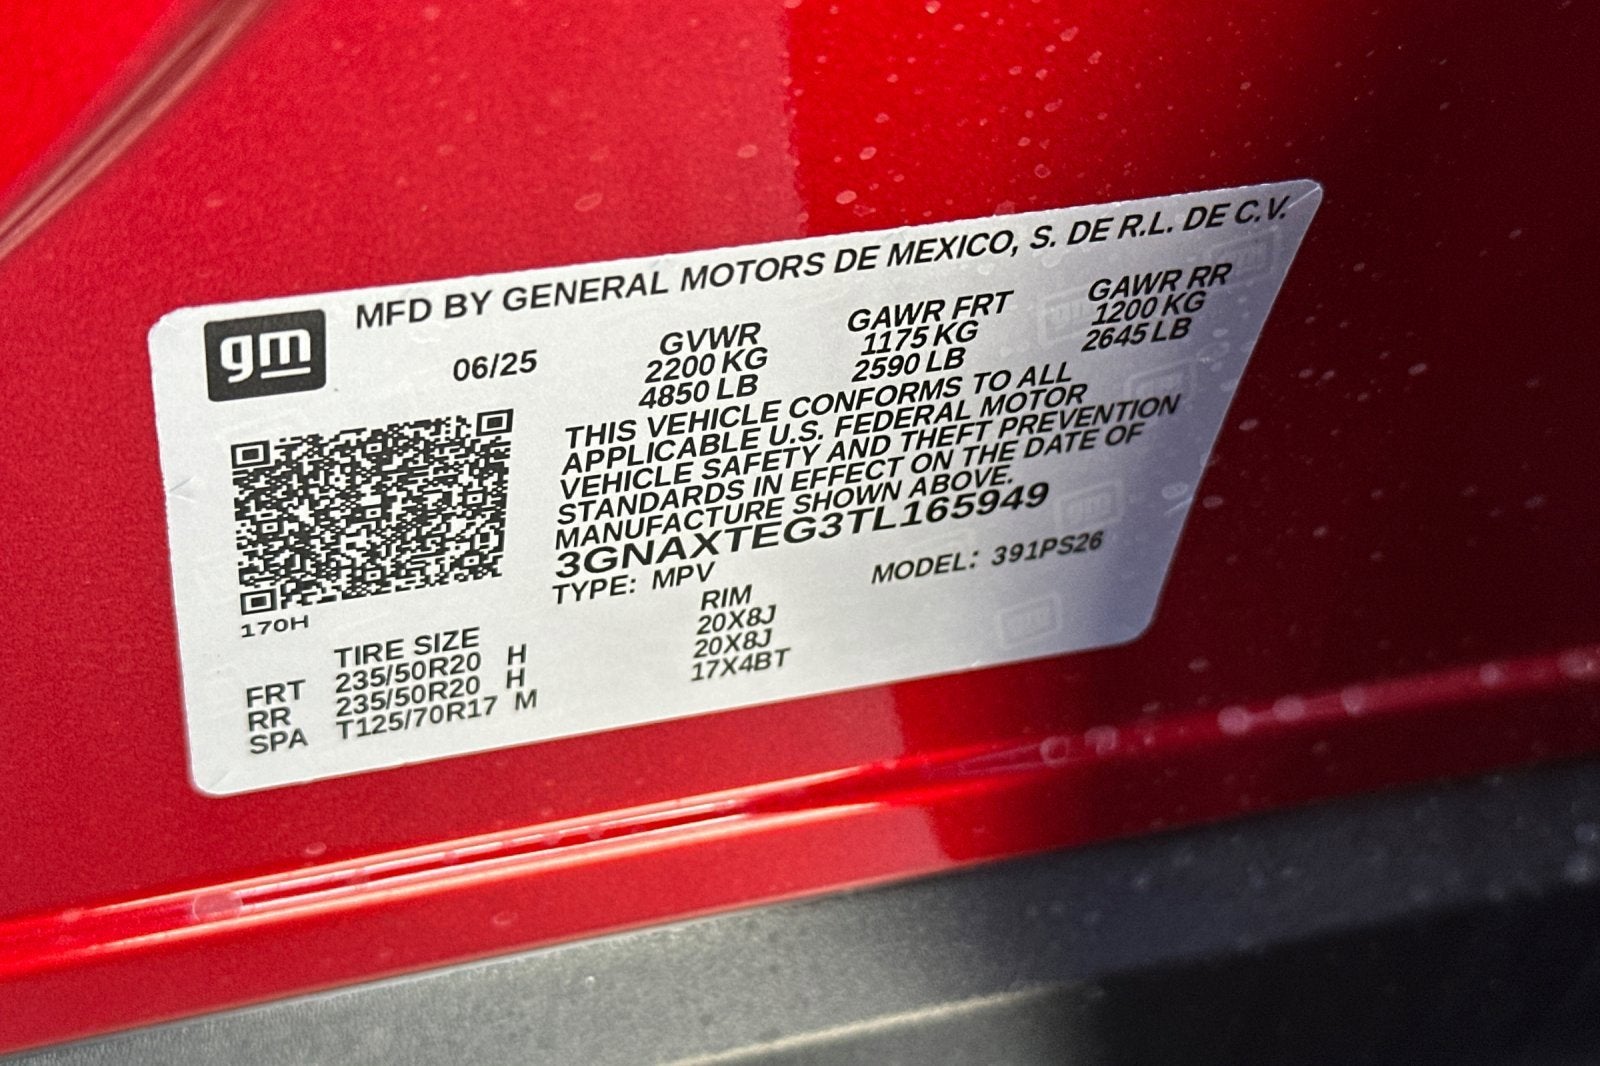 MFD BY GENERAL MOTORS DE MEXICO, S. DE R.L. DE C.V.
gm
06/25
GVWR GAWR FRT GAWR RR
2200 KG 1175 KG 1200 KG
4850 LB 2590 LB 2645 LB
THIS VEHICLE CONFORMS TO ALL
APPLICABLE U.S. FEDERAL MOTOR
VEHICLE SAFETY AND THEFT PREVENTION
STANDARDS IN EFFECT ON THE DATE OF
MANUFACTURE SHOWN ABOVE.
3GNAXTEG3TL165949
TYPE: MPV MODEL: 391PS26
170H
TIRE SIZE RIM
FRT 235/50R20 H 20X8J
RR 235/50R20 H 20X8J
SPA T125/70R17 M 17X4BT